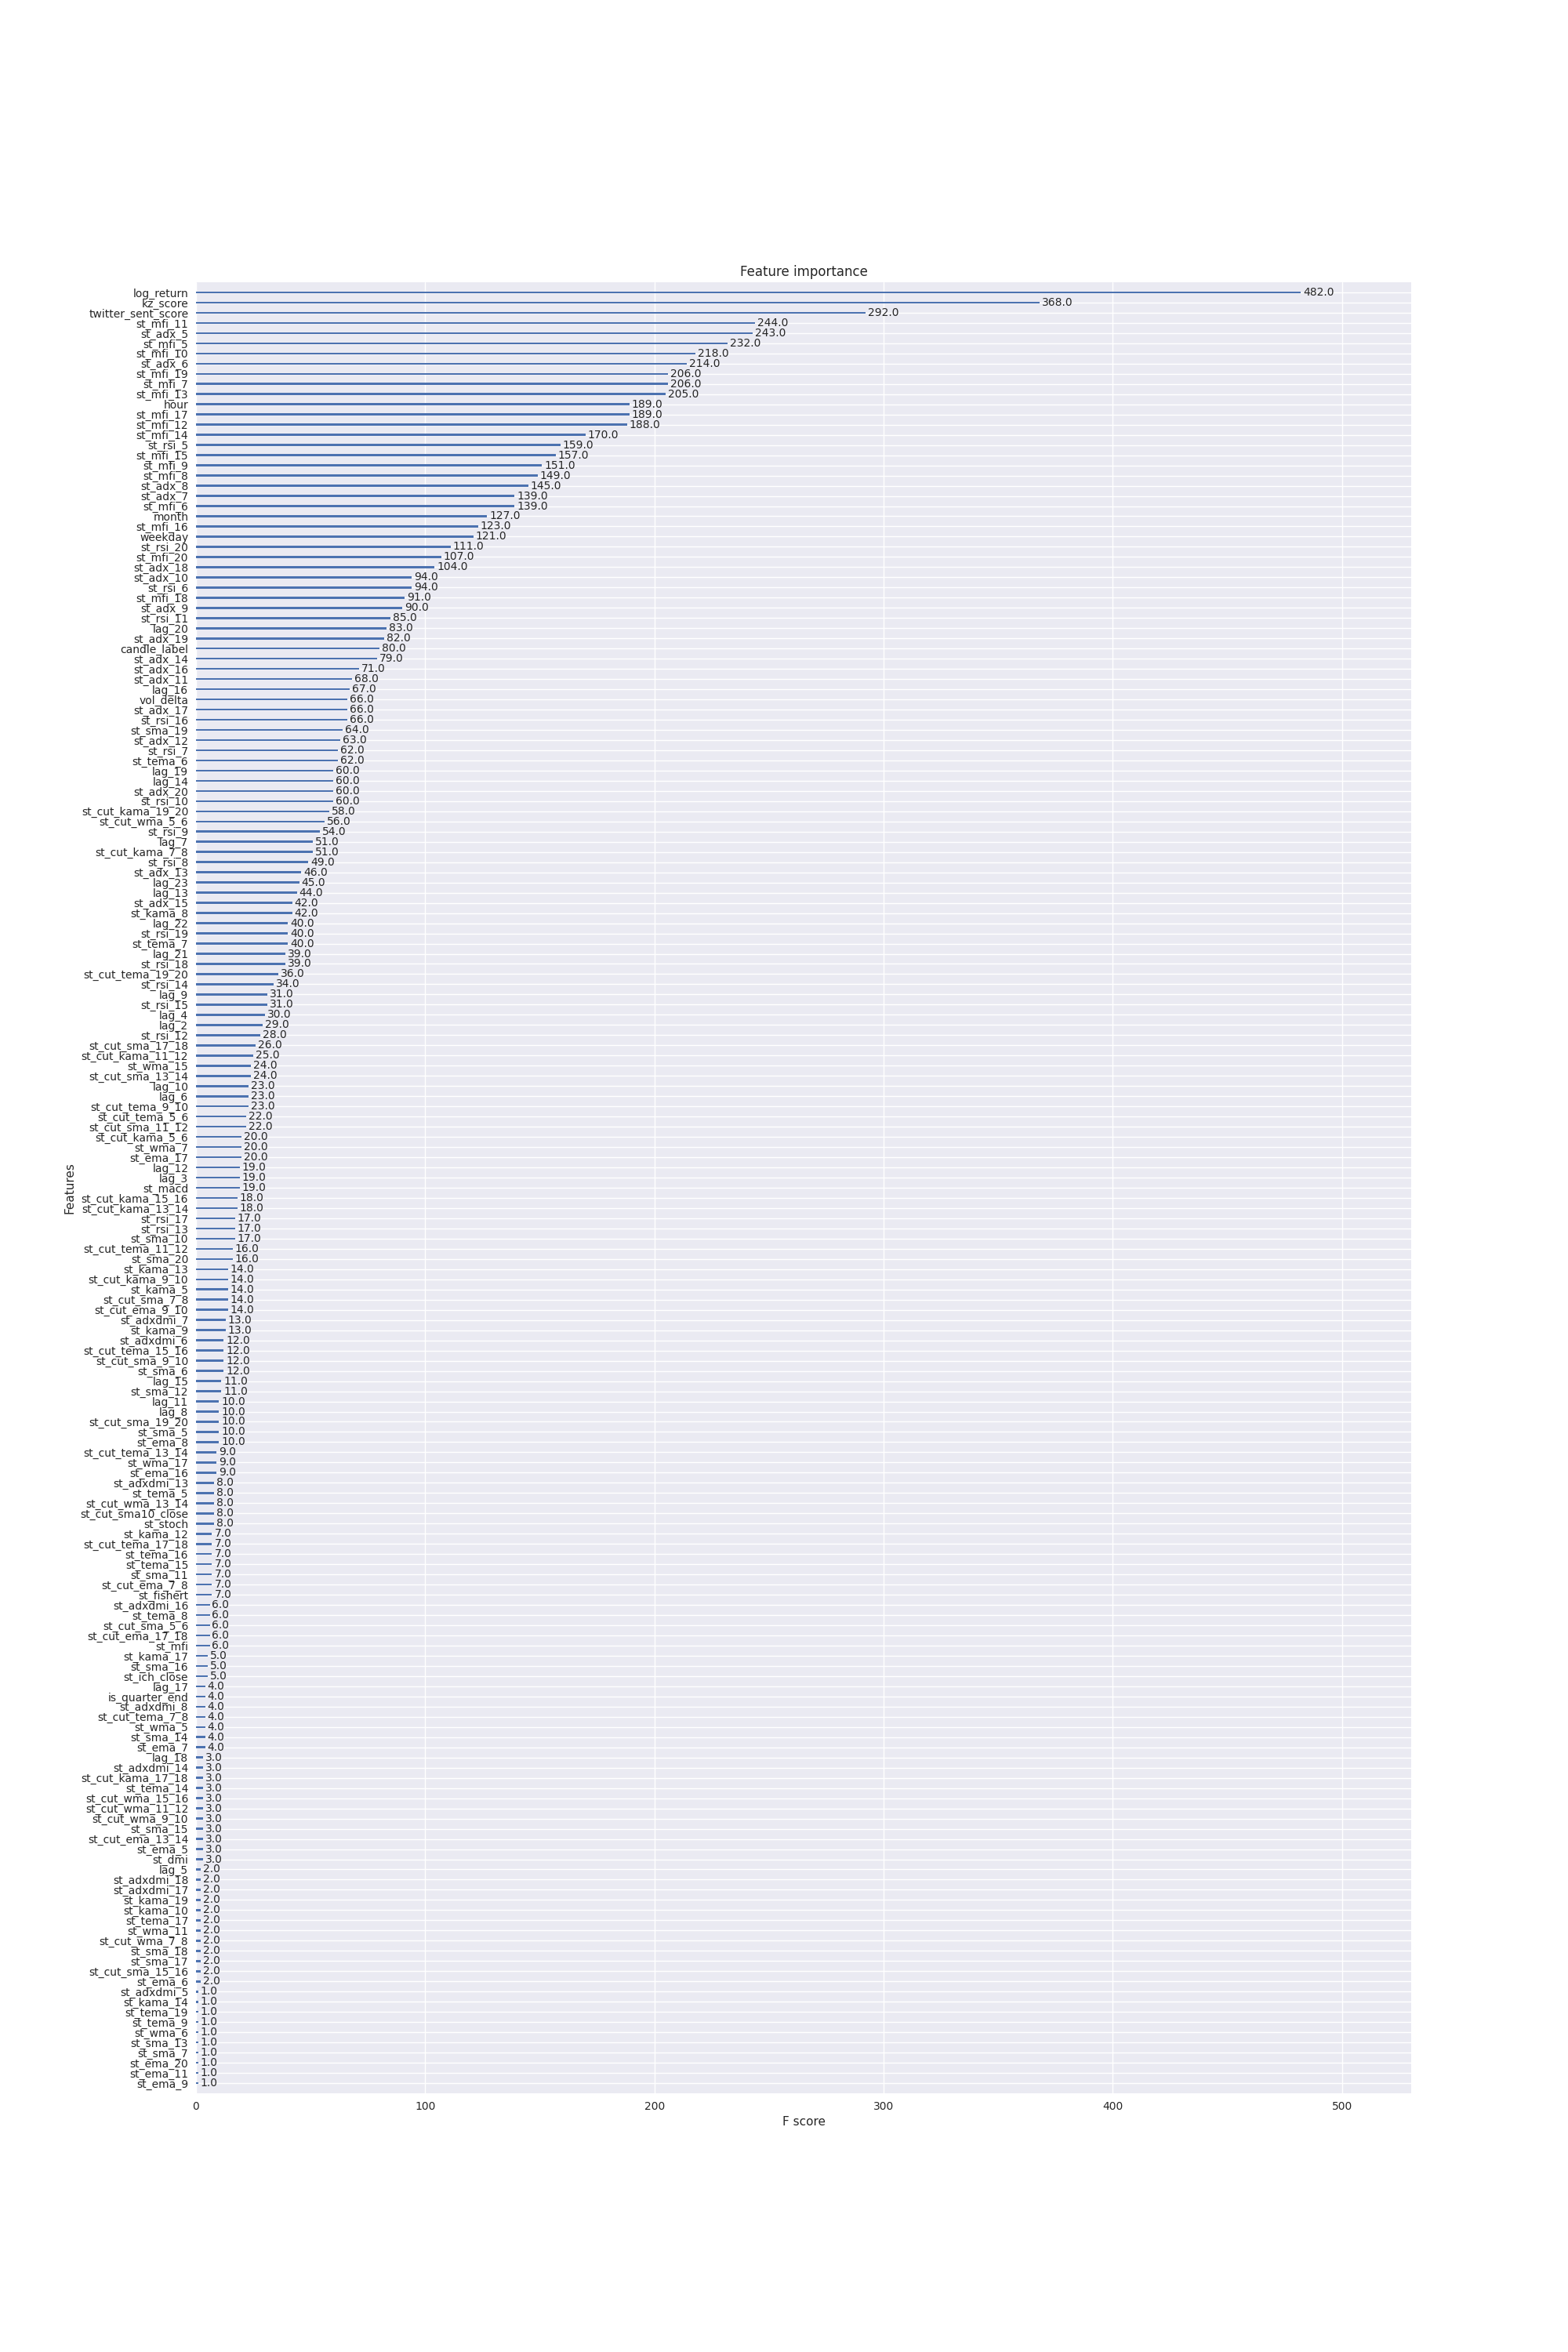 Feature importance
log_return 482.0
kz_score 368.0
twitter_sent_score 292.0
st_mfi_11 244.0
st_adx_5 243.0
st_mfi_5 232.0
st_mfi_10 218.0
st_adx_6 214.0
st_mfi_19 206.0
st_mfi_7 206.0
st_mfi_13 205.0
hour 189.0
st_mfi_17 189.0
st_mfi_12 188.0
st_mfi_14 170.0
st_rsi_5 159.0
st_mfi_15 157.0
st_mfi_9 151.0
st_mfi_8 149.0
st_adx_8 145.0
st_adx_7 139.0
st_mfi_6 139.0
month 127.0
st_mfi_16 123.0
weekday 121.0
st_rsi_20 111.0
st_mfi_20 107.0
st_adx_18 104.0
st_adx_10 94.0
st_rsi_6 94.0
st_mfi_18 91.0
st_adx_9 90.0
st_rsi_11 85.0
lag_20 83.0
st_adx_19 82.0
candle_label 80.0
st_adx_14 79.0
st_adx_16 71.0
st_adx_11 68.0
lag_16 67.0
vol_delta 66.0
st_adx_17 66.0
st_rsi_16 66.0
st_sma_19 64.0
st_adx_12 63.0
st_rsi_7 62.0
st_tema_6 62.0
lag_19 60.0
lag_14 60.0
st_adx_20 60.0
st_rsi_10 60.0
st_cut_kama_19_20 58.0
st_cut_wma_5_6 56.0
st_rsi_9 54.0
lag_7 51.0
st_cut_kama_7_8 51.0
st_rsi_8 49.0
st_adx_13 46.0
lag_23 45.0
lag_13 44.0
st_adx_15 42.0
st_kama_8 42.0
lag_22 40.0
st_rsi_19 40.0
st_tema_7 40.0
lag_21 39.0
st_rsi_18 39.0
st_cut_tema_19_20 36.0
st_rsi_14 34.0
lag_9 31.0
st_rsi_15 31.0
lag_4 30.0
lag_2 29.0
st_rsi_12 28.0
st_cut_sma_17_18 26.0
st_cut_kama_11_12 25.0
st_wma_15 24.0
st_cut_sma_13_14 24.0
lag_10 23.0
lag_6 23.0
st_cut_tema_9_10 23.0
st_cut_tema_5_6 22.0
st_cut_sma_11_12 22.0
st_cut_kama_5_6 20.0
st_wma_7 20.0
st_ema_17 20.0
lag_12 19.0
lag_3 19.0
st_macd 19.0
st_cut_kama_15_16 18.0
st_cut_kama_13_14 18.0
st_rsi_17 17.0
st_rsi_13 17.0
st_sma_10 17.0
st_cut_tema_11_12 16.0
st_sma_20 16.0
st_kama_13 14.0
st_cut_kama_9_10 14.0
st_kama_5 14.0
st_cut_sma_7_8 14.0
st_cut_ema_9_10 14.0
st_adxdmi_7 13.0
st_kama_9 13.0
st_adxdmi_6 12.0
st_cut_tema_15_16 12.0
st_cut_sma_9_10 12.0
st_sma_6 12.0
lag_15 11.0
st_sma_12 11.0
lag_11 10.0
lag_8 10.0
st_cut_sma_19_20 10.0
st_sma_5 10.0
st_ema_8 10.0
st_cut_tema_13_14 9.0
st_wma_17 9.0
st_ema_16 9.0
st_adxdmi_13 8.0
st_tema_5 8.0
st_cut_wma_13_14 8.0
st_cut_sma10_close 8.0
st_stoch 8.0
st_kama_12 7.0
st_cut_tema_17_18 7.0
st_tema_16 7.0
st_tema_15 7.0
st_sma_11 7.0
st_cut_ema_7_8 7.0
st_fishert 7.0
st_adxdmi_16 6.0
st_tema_8 6.0
st_cut_sma_5_6 6.0
st_cut_ema_17_18 6.0
st_mfi 6.0
st_kama_17 5.0
st_sma_16 5.0
st_ich_close 5.0
lag_17 4.0
is_quarter_end 4.0
st_adxdmi_8 4.0
st_cut_tema_7_8 4.0
st_wma_5 4.0
st_sma_14 4.0
st_ema_7 4.0
lag_18 3.0
st_adxdmi_14 3.0
st_cut_kama_17_18 3.0
st_tema_14 3.0
st_cut_wma_15_16 3.0
st_cut_wma_11_12 3.0
st_cut_wma_9_10 3.0
st_sma_15 3.0
st_cut_ema_13_14 3.0
st_ema_5 3.0
st_dmi 3.0
lag_5 2.0
st_adxdmi_18 2.0
st_adxdmi_17 2.0
st_kama_19 2.0
st_kama_10 2.0
st_tema_17 2.0
st_wma_11 2.0
st_cut_wma_7_8 2.0
st_sma_18 2.0
st_sma_17 2.0
st_cut_sma_15_16 2.0
st_ema_6 2.0
st_adxdmi_5 1.0
st_kama_14 1.0
st_tema_19 1.0
st_tema_9 1.0
st_wma_6 1.0
st_sma_13 1.0
st_sma_7 1.0
st_ema_20 1.0
st_ema_11 1.0
st_ema_9 1.0
Features
0 100 200 300 400 500
F score